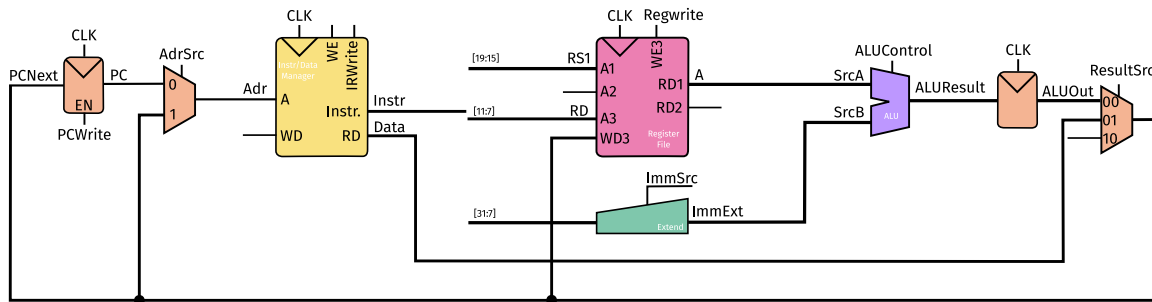 CLK
PCNext
PC
EN
PCWrite
AdrSrc
0
1
Adr
CLK
WE
IRWrite
Instr/Data
Manager
A
Instr.
WD
RD
Instr
Data
[19:15]
RS1
[11:7]
RD
[31:7]
CLK
Regwrite
WE3
A1
A2
A3
WD3
RD1
RD2
Register
File
A
ImmSrc
Extend
ImmExt
SrcA
SrcB
ALUControl
ALU
ALUResult
CLK
ALUOut
ResultSrc
00
01
10